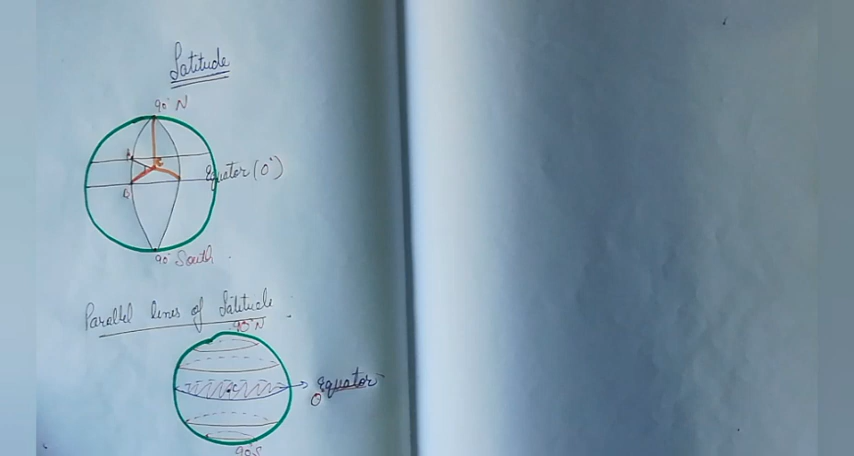 Latitude
90° N
A
C
Equator (0°)
B
90° South.
Parallel lines of Latitude.
90° N
C
Equator
0
90°S